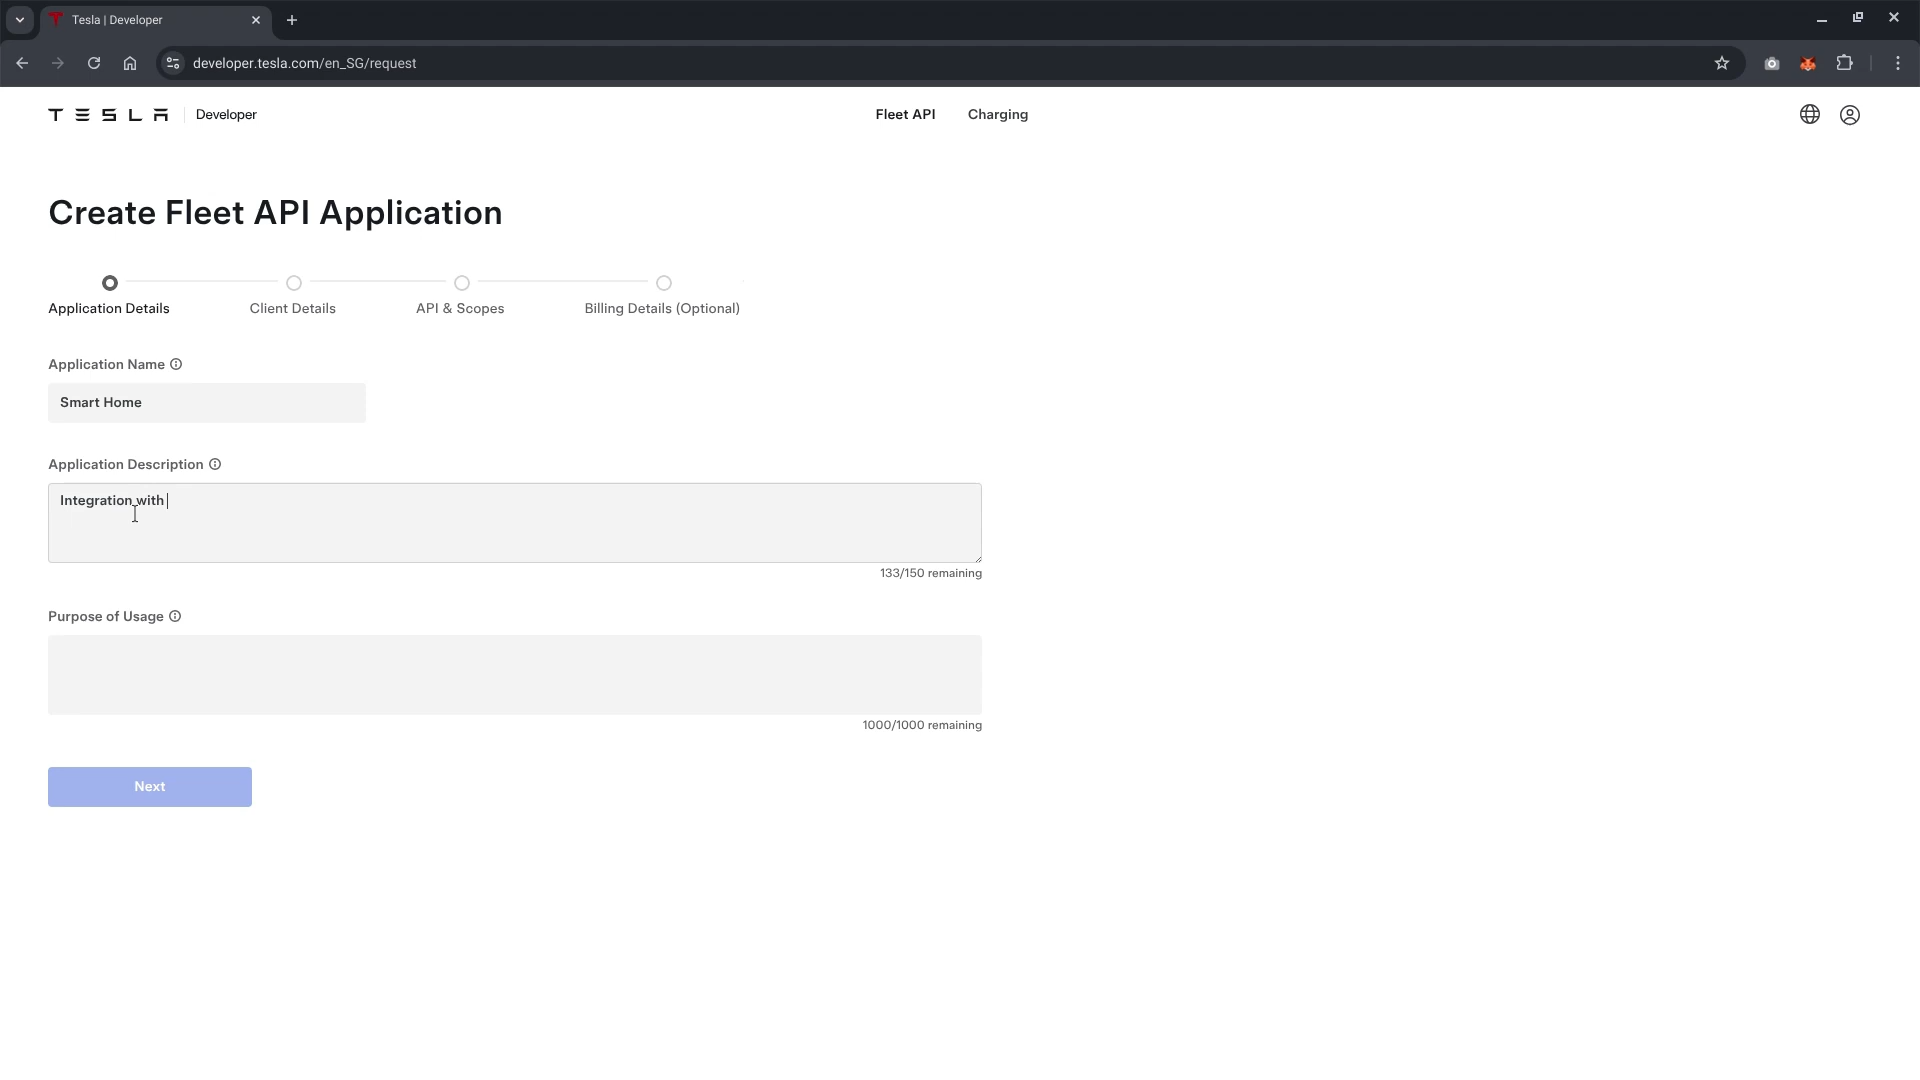 Tesla | Developer
developer.tesla.com/en_SG/request
TESLA Developer
Fleet API Charging
Create Fleet API Application
Application Details Client Details API & Scopes Billing Details (Optional)
Application Name
Smart Home
Application Description
Integration with
133/150 remaining
Purpose of Usage
1000/1000 remaining
Next